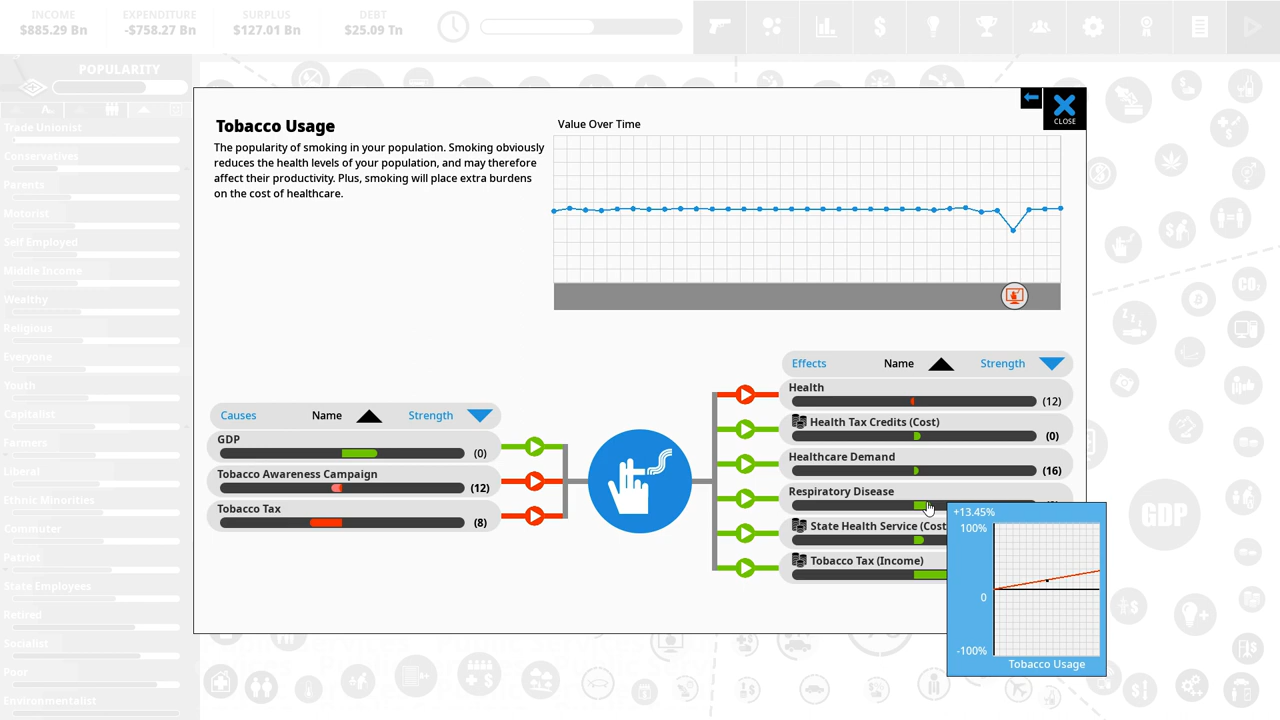 INCOME
$885.29 Bn
EXPENDITURE
-$758.27 Bn
SURPLUS
$127.01 Bn
DEBT
$25.09 Tn
POPULARITY
Trade Unionist
Conservatives
Parents
Motorist
Self Employed
Middle Income
Wealthy
Religious
Everyone
Youth
Capitalist
Farmers
Liberal
Ethnic Minorities
Commuter
Patriot
State Employees
Retired
Socialist
Poor
Environmentalist
CLOSE
Tobacco Usage
The popularity of smoking in your population. Smoking obviously
reduces the health levels of your population, and may therefore
affect their productivity. Plus, smoking will place extra burdens
on the cost of healthcare.
Value Over Time
Causes Name Strength
GDP
(0)
Tobacco Awareness Campaign
(12)
Tobacco Tax
(8)
Effects Name Strength
Health
(12)
Health Tax Credits (Cost)
(0)
Healthcare Demand
(16)
Respiratory Disease
State Health Service (Cost
Tobacco Tax (Income)
+13.45%
100%
0
-100%
Tobacco Usage
CO2
GDP